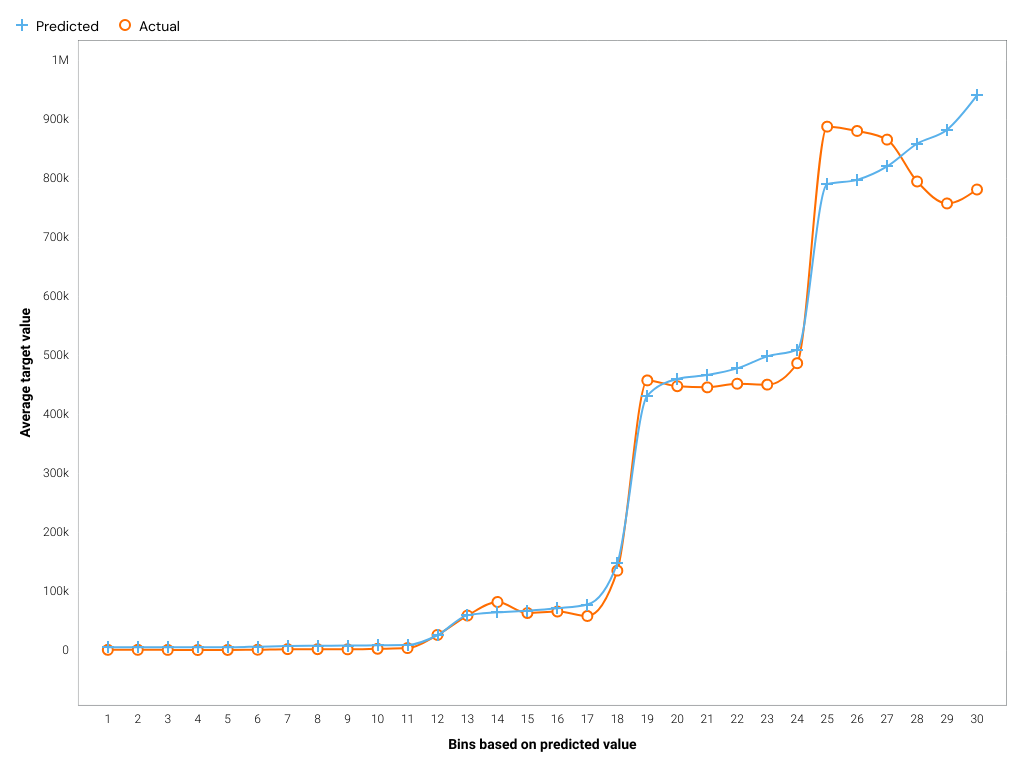 Predicted Actual
1M
900k
800k
700k
600k
500k
400k
300k
200k
100k
0
Average target value
1 2 3 4 5 6 7 8 9 10 11 12 13 14 15 16 17 18 19 20 21 22 23 24 25 26 27 28 29 30
Bins based on predicted value